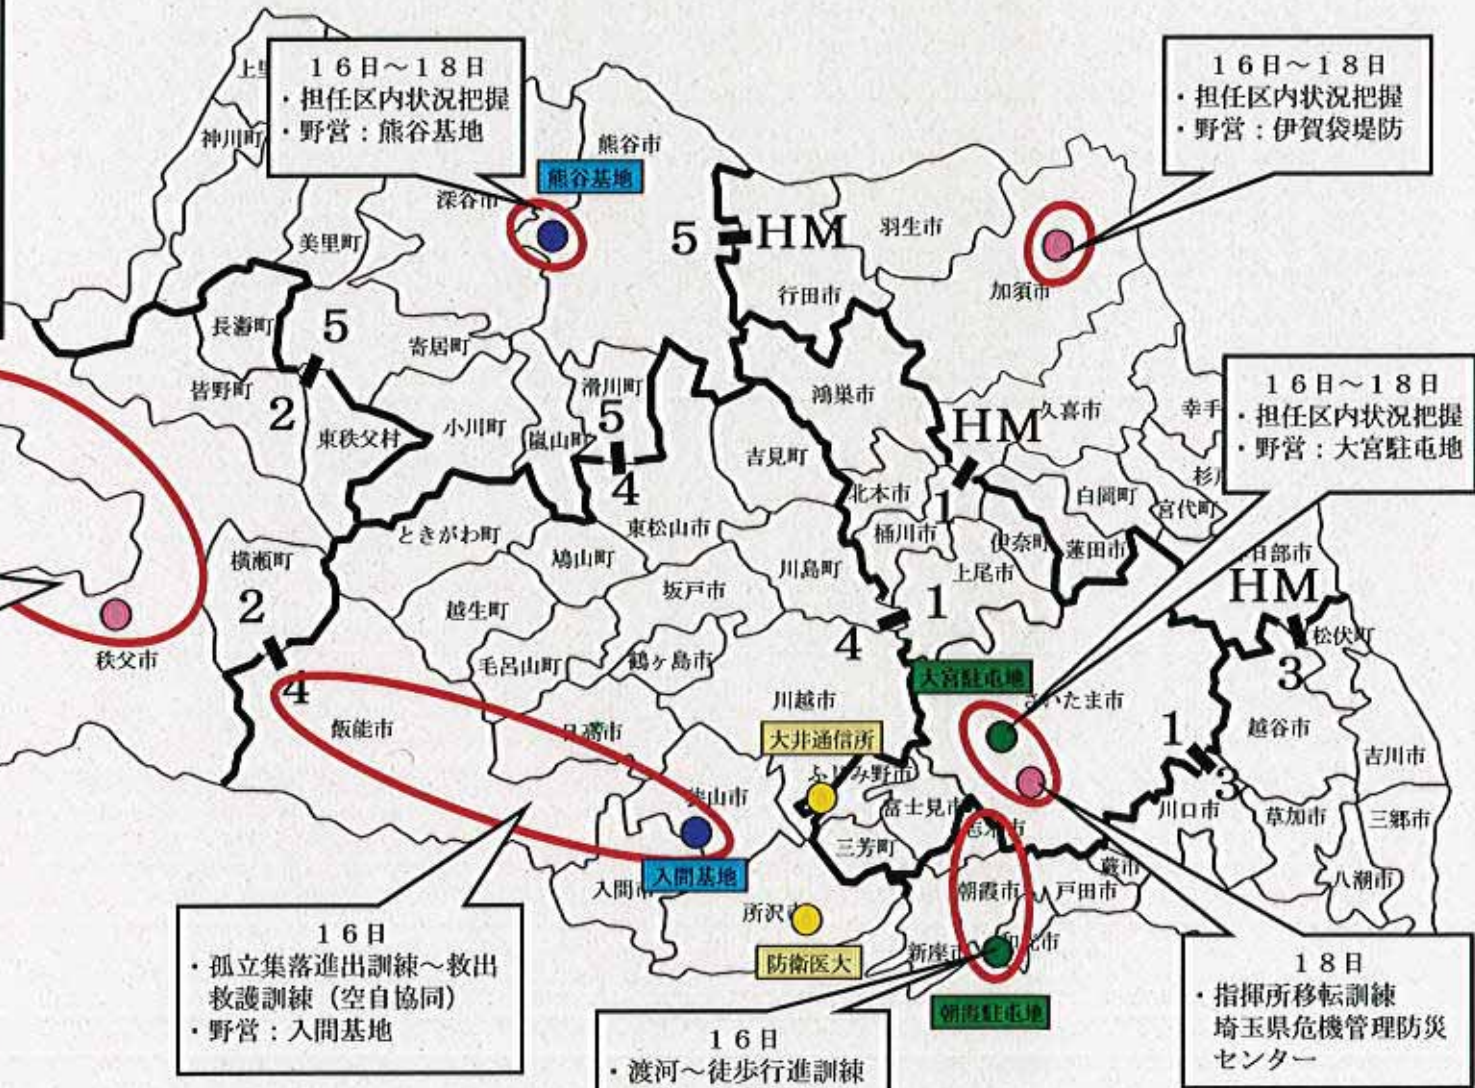 16日～18日
・担任区内状況把握
・野営：熊谷基地
16日～18日
・担任区内状況把握
・野営：伊賀袋堤防
神川町
熊谷市
熊谷基地
深谷市
美里町
5
HM
羽生市
行田市
加須市
長瀞町
5
寄居町
皆野町
2
東秩父村
小川町
嵐山町
滑川町
5
4
鴻巣市
吉見町
HM
久喜市
幸手
16日～18日
・担任区内状況把握
・野営：大宮駐屯地
北本市
1
桶川市
白岡町
宮代町
伊奈町
蓮田市
上尾市
ときがわ町
鳩山町
東松山市
川島町
坂戸市
越生町
横瀬町
2
4
秩父市
毛呂山町
鶴ヶ島市
4
1
日部市
HM
松伏町
3
飯能市
川越市
大宮駐屯地
さいたま市
1
3
越谷市
吉川市
大井通信所
ふじみ野市
富士見市
三芳町
志木市
川口市
草加市
三郷市
八潮市
蕨市
戸田市
狭山市
入間基地
入間市
所沢市
防衛医大
朝霞市
新座市
和光市
朝霞駐屯地
16日
・孤立集落進出訓練～救出
救護訓練（空自協同）
・野営：入間基地
16日
・渡河～徒歩行進訓練
18日
・指揮所移転訓練
埼玉県危機管理防災
センター